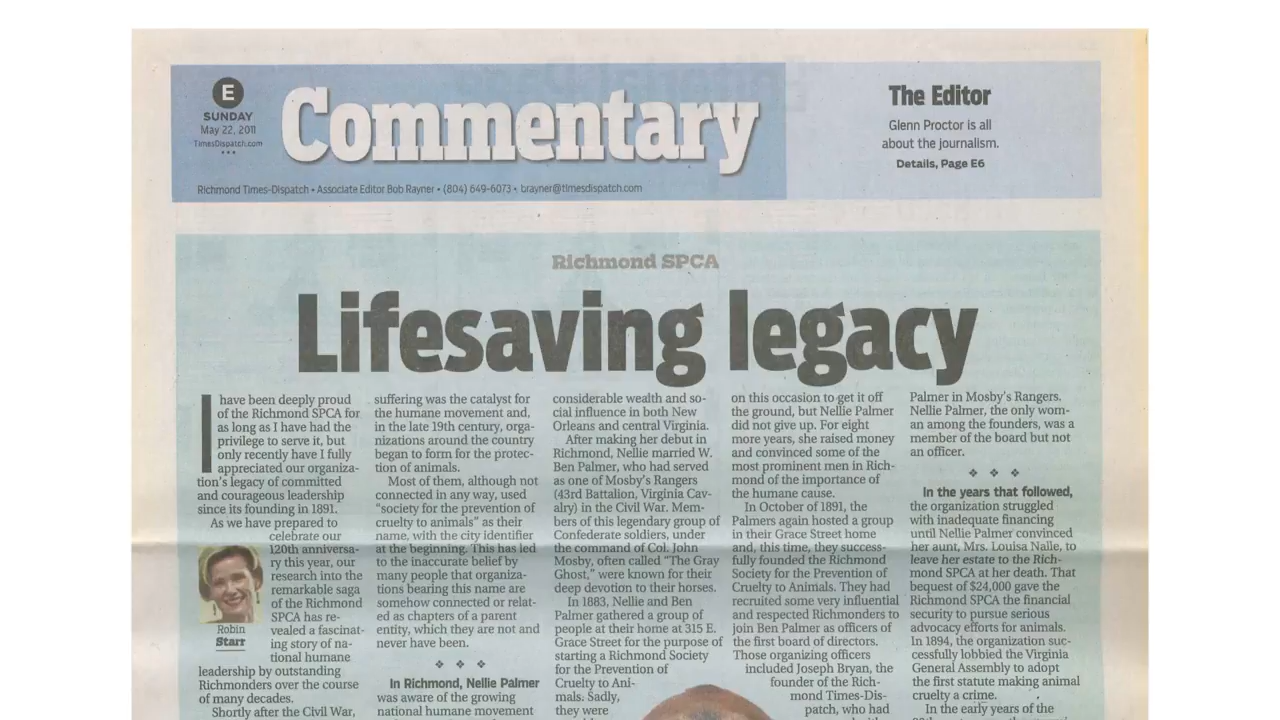 E
SUNDAY
May 22, 2011
TimesDispatch.com
Commentary
Richmond Times-Dispatch • Associate Editor Bob Rayner • (804) 649-6073 • brayner@timesdispatch.com
The Editor
Glenn Proctor is all
about the journalism.
Details, Page E6
Richmond SPCA
Lifesaving legacy
I have been deeply proud
of the Richmond SPCA for
as long as I have had the
privilege to serve it, but
only recently have I fully
appreciated our organiza-
tion's legacy of committed
and courageous leadership
since its founding in 1891.
As we have prepared to
celebrate our
120th anniversa-
ry this year, our
research into the
remarkable saga
of the Richmond
SPCA has re-
vealed a fascinat-
ing story of na-
tional humane
leadership by outstanding
Richmonders over the course
of many decades.
Shortly after the Civil War,
Robin
Starr
suffering was the catalyst for
the humane movement and,
in the late 19th century, orga-
nizations around the country
began to form for the protec-
tion of animals.
Most of them, although not
connected in any way, used
"society for the prevention of
cruelty to animals" as their
name, with the city identifier
at the beginning. This has led
to the inaccurate belief by
many people that organiza-
tions bearing this name are
somehow connected or relat-
ed as chapters of a parent
entity, which they are not and
never have been.
In Richmond, Nellie Palmer
was aware of the growing
national humane movement
considerable wealth and so-
cial influence in both New
Orleans and central Virginia.
After making her debut in
Richmond, Nellie married W.
Ben Palmer, who had served
as one of Mosby's Rangers
(43rd Battalion, Virginia Cav-
alry) in the Civil War. Mem-
bers of this legendary group of
Confederate soldiers, under
the command of Col. John
Mosby, often called "The Gray
Ghost," were known for their
deep devotion to their horses.
In 1883, Nellie and Ben
Palmer gathered a group of
people at their home at 315 E.
Grace Street for the purpose of
starting a Richmond Society
for the Prevention of
Cruelty to Ani-
mals. Sadly,
they were
on this occasion to get it off
the ground, but Nellie Palmer
did not give up. For eight
more years, she raised money
and convinced some of the
most prominent men in Rich-
mond of the importance of
the humane cause.
In October of 1891, the
Palmers again hosted a group
in their Grace Street home
and, this time, they success-
fully founded the Richmond
Society for the Prevention of
Cruelty to Animals. They had
recruited some very influential
and respected Richmonders to
join Ben Palmer as officers of
the first board of directors.
Those organizing officers
included Joseph Bryan, the
founder of the Rich-
mond Times-Dis-
patch, who had
Palmer in Mosby's Rangers.
Nellie Palmer, the only wom-
an among the founders, was a
member of the board but not
an officer.
In the years that followed,
the organization struggled
with inadequate financing
until Nellie Palmer convinced
her aunt, Mrs. Louisa Nalle, to
leave her estate to the Rich-
mond SPCA at her death. That
bequest of $24,000 gave the
Richmond SPCA the financial
security to pursue serious
advocacy efforts for animals.
In 1894, the organization suc-
cessfully lobbied the Virginia
General Assembly to adopt
the first statute making animal
cruelty a crime.
In the early years of the